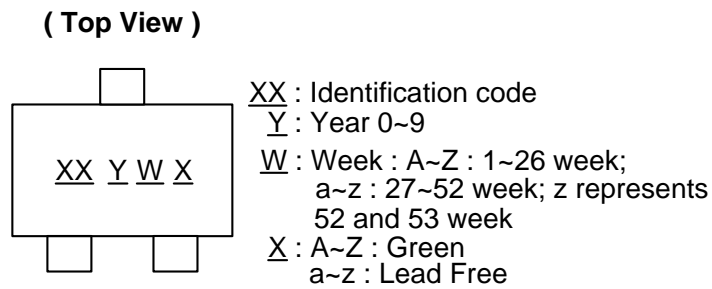 ( Top View )
XX Y W X
XX : Identification code
Y : Year 0~9
W : Week : A~Z : 1~26 week;
a~z : 27~52 week; z represents
52 and 53 week
X : A~Z : Green
a~z : Lead Free